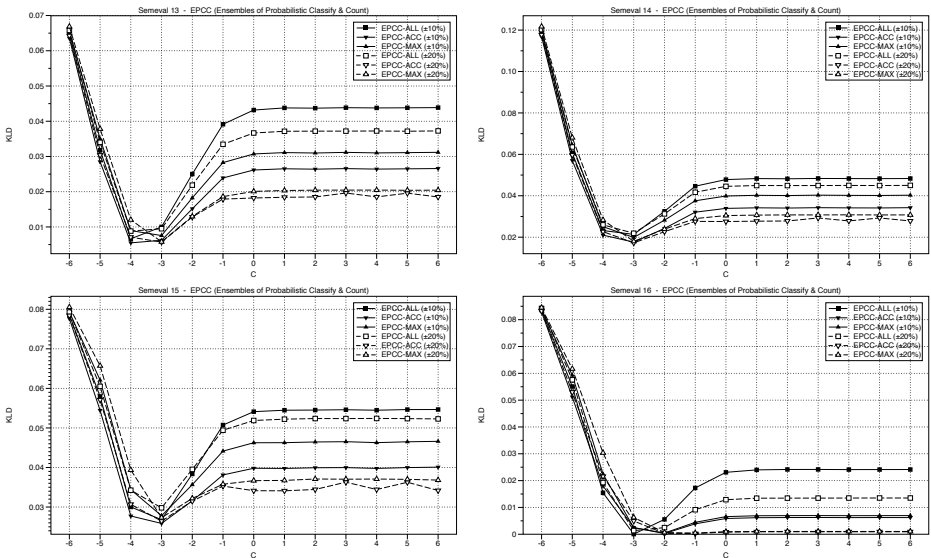 Semeval 13 - EPCC (Ensembles of Probabilistic Classify & Count)
KLD
0.07
0.06
0.05
0.04
0.03
0.02
0.01
EPCC-ALL (±10%)
EPCC-ACC (±10%)
EPCC-MAX (±10%)
EPCC-ALL (±20%)
EPCC-ACC (±20%)
EPCC-MAX (±20%)
-6 -5 -4 -3 -2 -1 0 1 2 3 4 5 6
C
Semeval 14 - EPCC (Ensembles of Probabilistic Classify & Count)
KLD
0.12
0.10
0.08
0.06
0.04
0.02
EPCC-ALL (±10%)
EPCC-ACC (±10%)
EPCC-MAX (±10%)
EPCC-ALL (±20%)
EPCC-ACC (±20%)
EPCC-MAX (±20%)
-6 -5 -4 -3 -2 -1 0 1 2 3 4 5 6
C
Semeval 15 - EPCC (Ensembles of Probabilistic Classify & Count)
KLD
0.08
0.07
0.06
0.05
0.04
0.03
EPCC-ALL (±10%)
EPCC-ACC (±10%)
EPCC-MAX (±10%)
EPCC-ALL (±20%)
EPCC-ACC (±20%)
EPCC-MAX (±20%)
-6 -5 -4 -3 -2 -1 0 1 2 3 4 5 6
C
Semeval 16 - EPCC (Ensembles of Probabilistic Classify & Count)
KLD
0.08
0.07
0.06
0.05
0.04
0.03
0.02
0.01
0
EPCC-ALL (±10%)
EPCC-ACC (±10%)
EPCC-MAX (±10%)
EPCC-ALL (±20%)
EPCC-ACC (±20%)
EPCC-MAX (±20%)
-6 -5 -4 -3 -2 -1 0 1 2 3 4 5 6
C